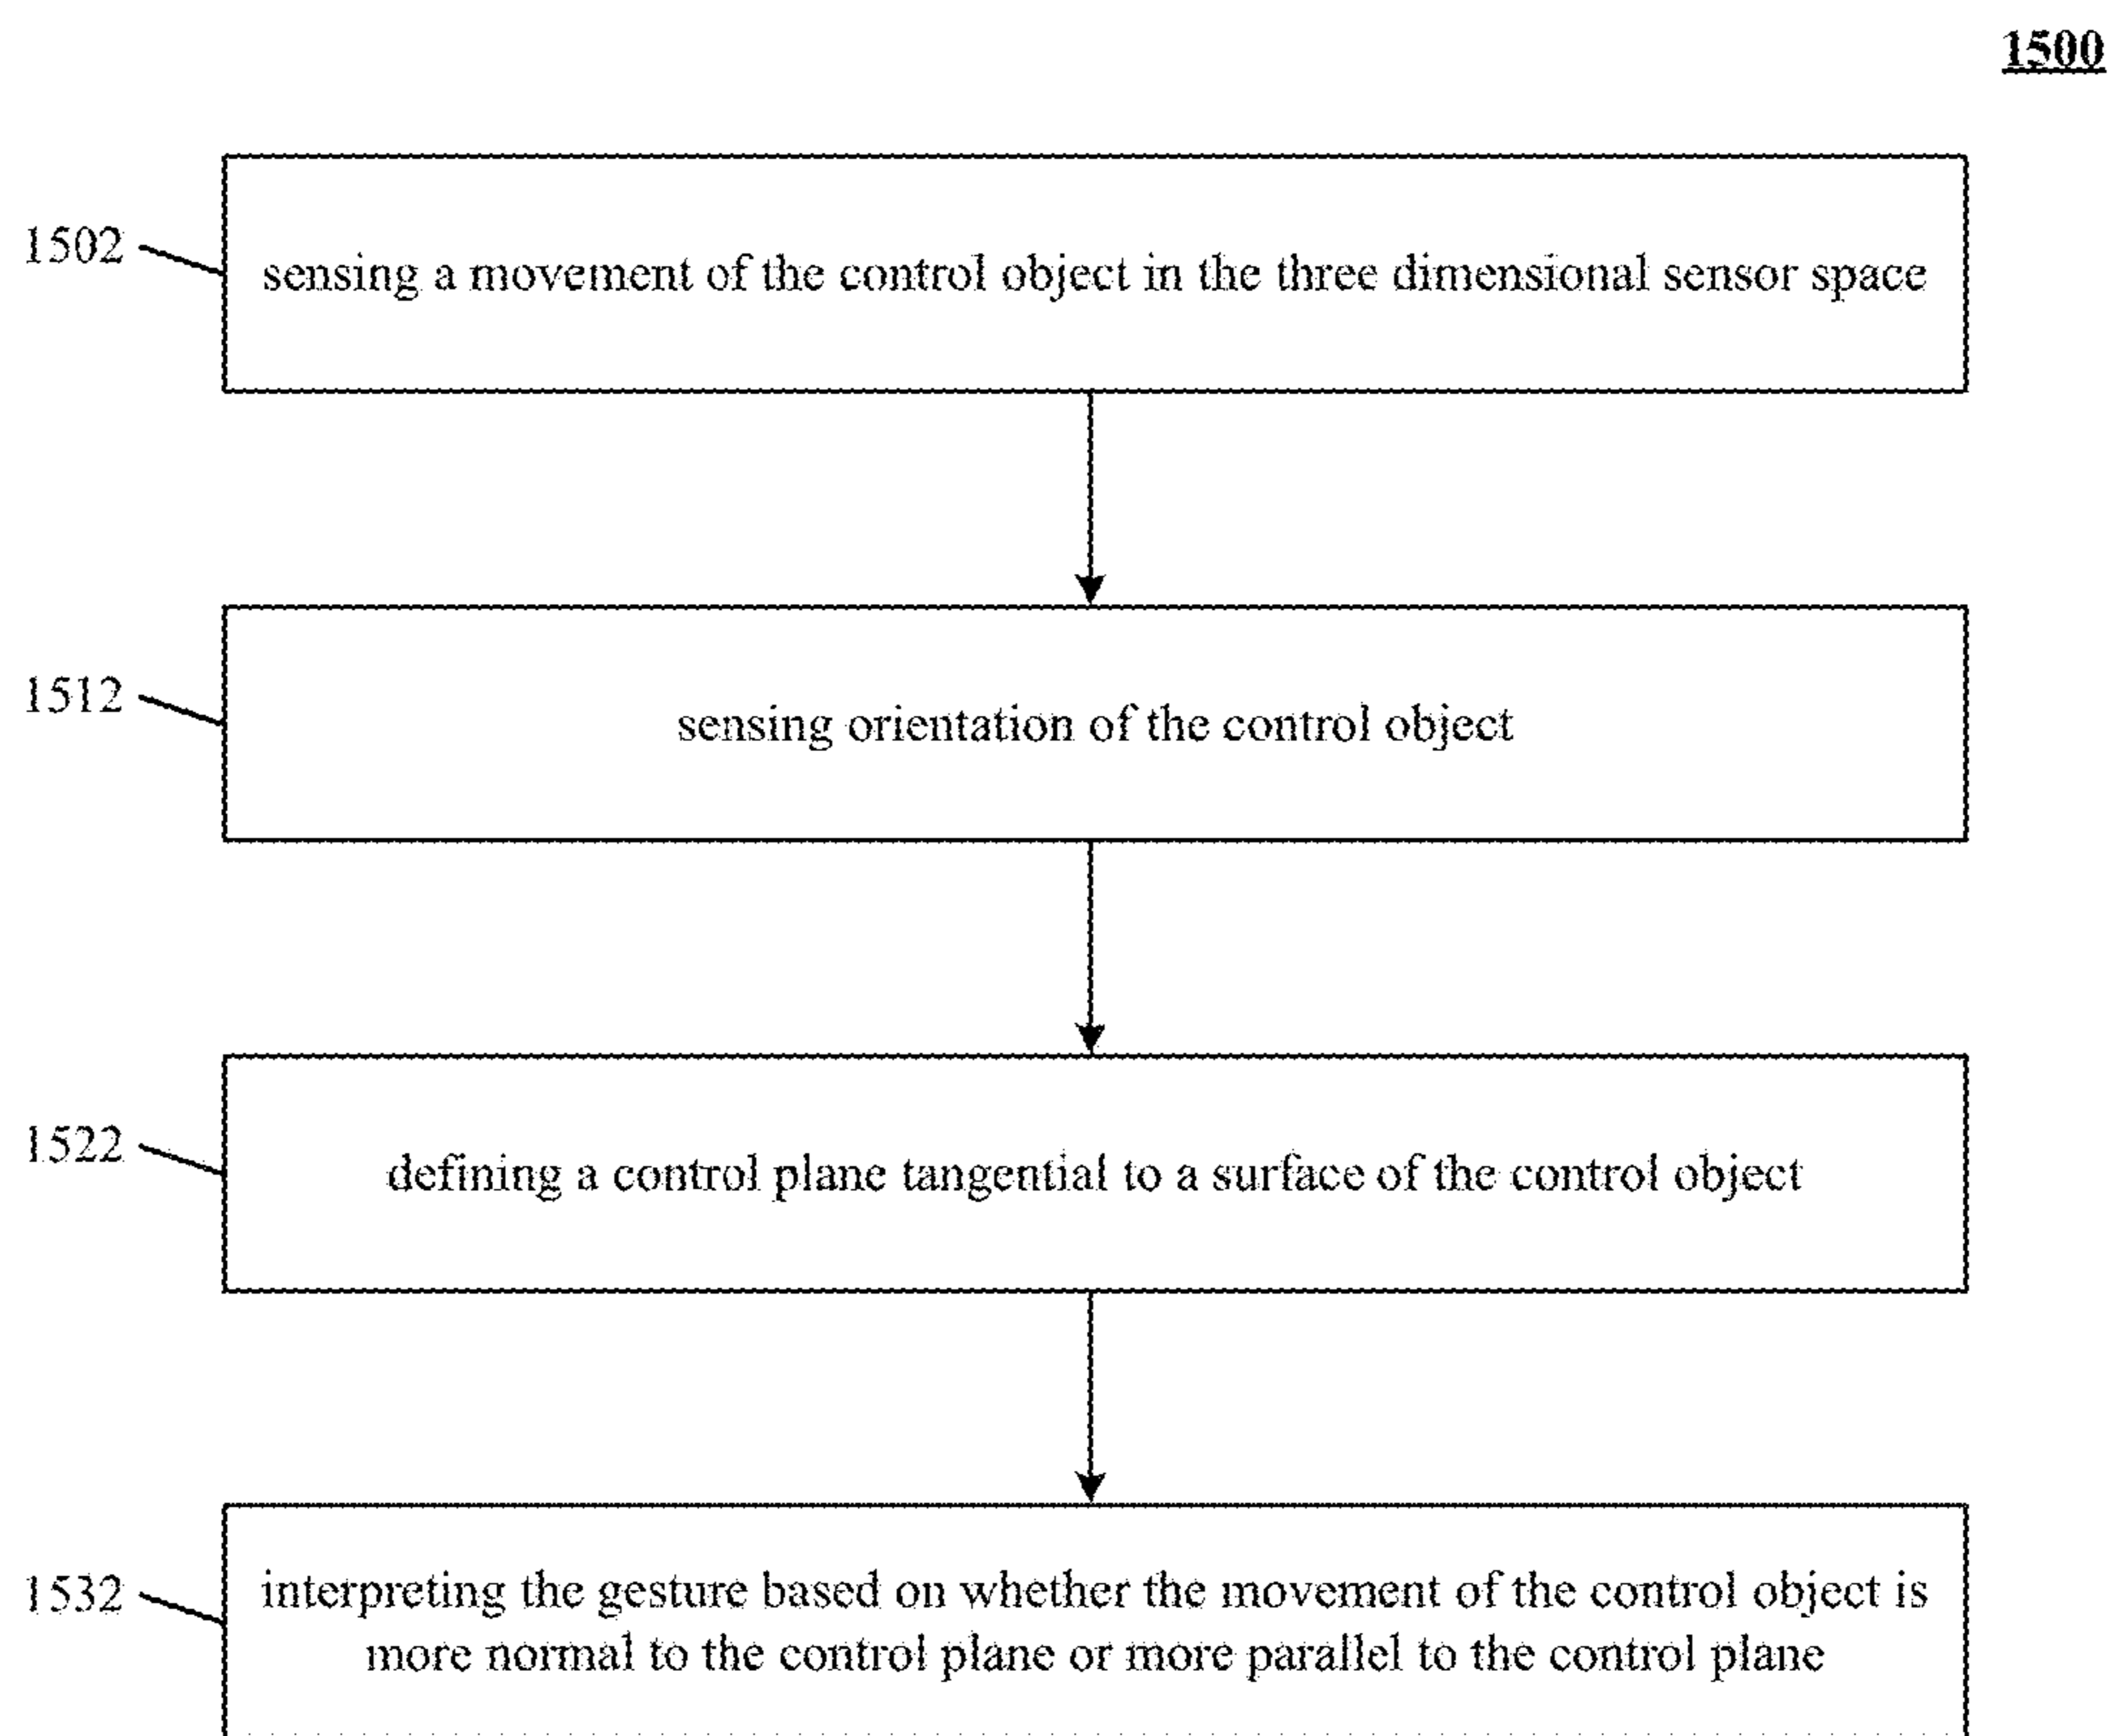 1500
1502
sensing a movement of the control object in the three dimensional sensor space
1512
sensing orientation of the control object
1522
defining a control plane tangential to a surface of the control object
1532
interpreting the gesture based on whether the movement of the control object is
more normal to the control plane or more parallel to the control plane